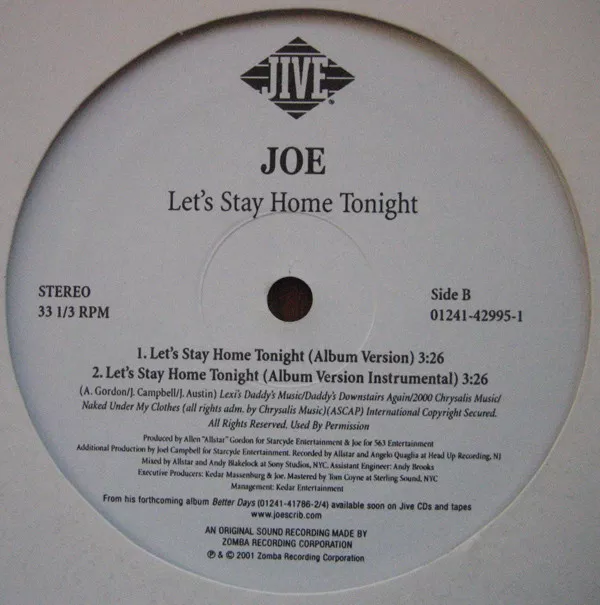 JIVE
JOE
Let's Stay Home Tonight
STEREO
33 1/3 RPM
Side B
01241-42995-1
1. Let's Stay Home Tonight (Album Version) 3:26
2. Let's Stay Home Tonight (Album Version Instrumental) 3:26
(A. Gordon/J. Campbell/J. Austin) Lexi's Daddy's Music/Daddy's Downstairs Again/2000 Chrysalis Music/
Naked Under My Clothes (all rights adm. by Chrysalis Music)(ASCAP) International Copyright Secured.
All Rights Reserved. Used By Permission
Produced by Allen "Allstar" Gordon for Starcyde Entertainment & Joe for 563 Entertainment
Additional Production by Joel Campbell for Starcyde Entertainment. Recorded by Allstar and Angelo Quaglia at Head Up Recording, NJ
Mixed by Allstar and Andy Blakelock at Sony Studios, NYC. Assistant Engineer: Andy Brooks
Executive Producers: Kedar Massenburg & Joe. Mastered by Tom Coyne at Sterling Sound, NYC
Management: Kedar Entertainment
From his forthcoming album Better Days (01241-41786-2/4) available soon on Jive CDs and tapes
www.joescrib.com
AN ORIGINAL SOUND RECORDING MADE BY
ZOMBA RECORDING CORPORATION
℗ & © 2001 Zomba Recording Corporation